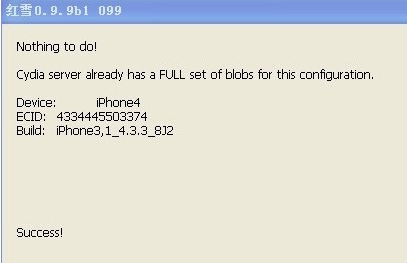 红雪0.9.9b1 099
Nothing to do!
Cydia server already has a FULL set of blobs for this configuration.
Device: iPhone4
ECID: 4334445503374
Build: iPhone3,1_4.3.3_8J2
Success!